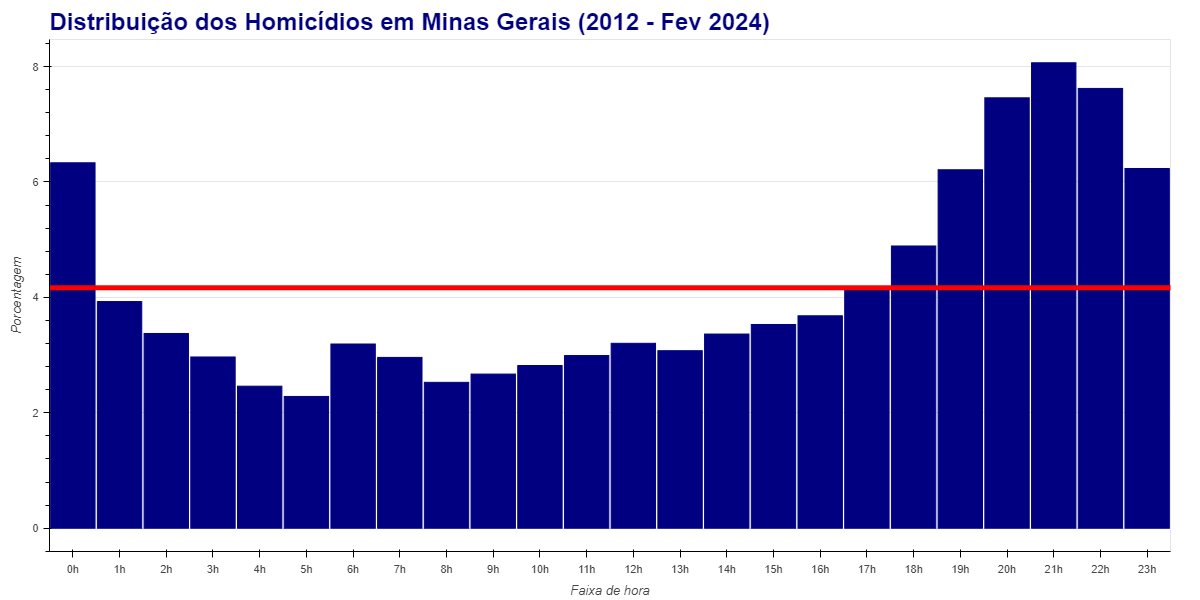 Distribuição dos Homicídios em Minas Gerais (2012 - Fev 2024)
8
6
4
2
0
Porcentagem
0h 1h 2h 3h 4h 5h 6h 7h 8h 9h 10h 11h 12h 13h 14h 15h 16h 17h 18h 19h 20h 21h 22h 23h
Faixa de hora